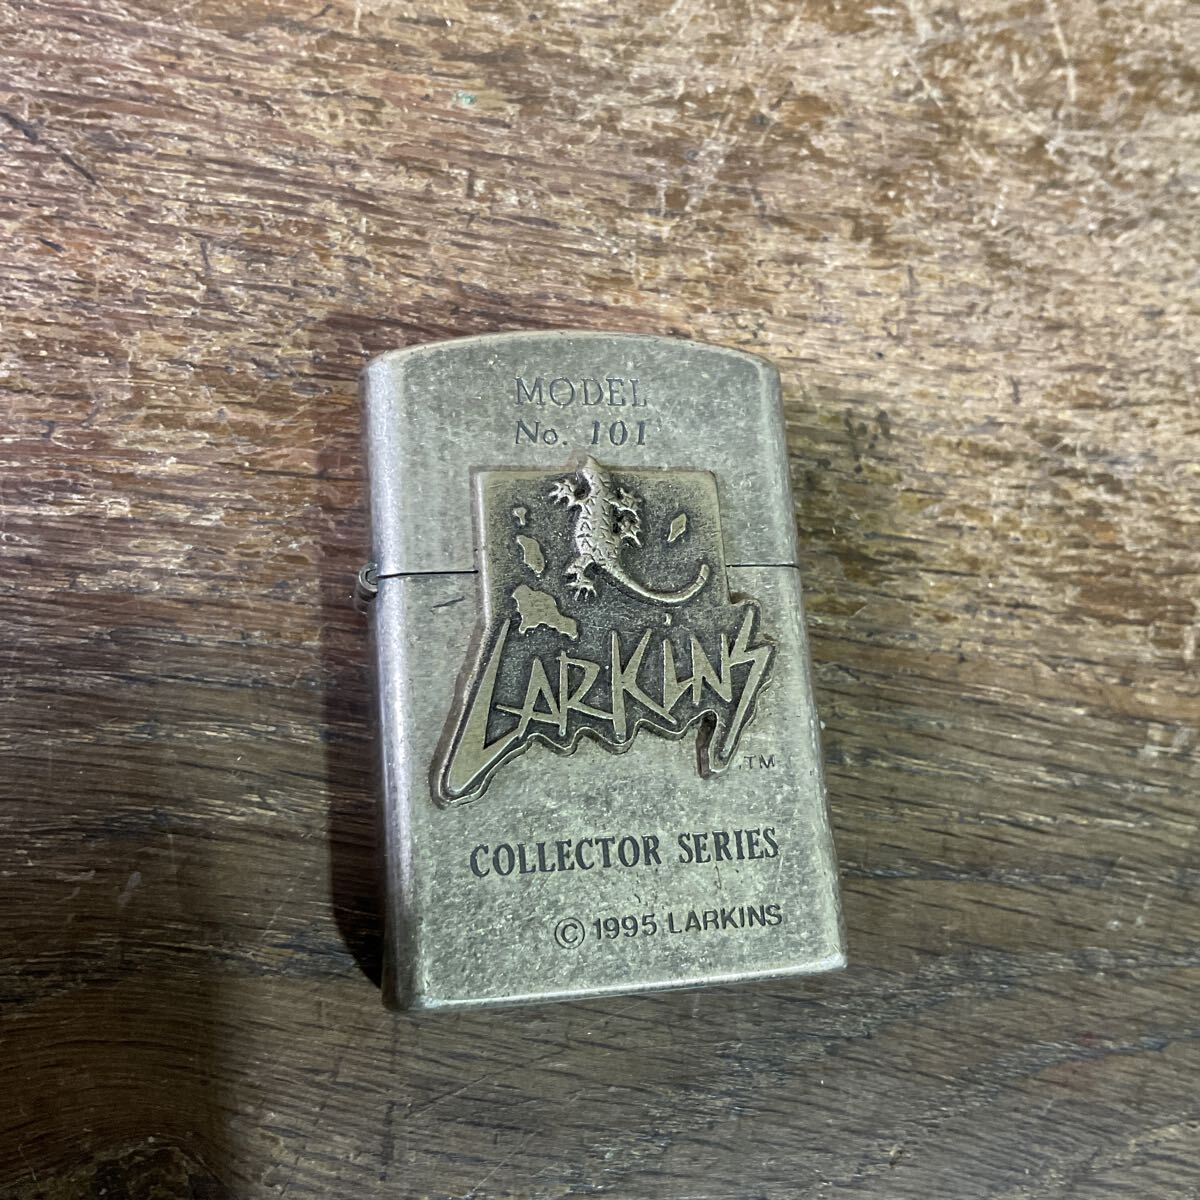 MODEL
No. 101
LARKINS
TM
COLLECTOR SERIES
© 1995 LARKINS